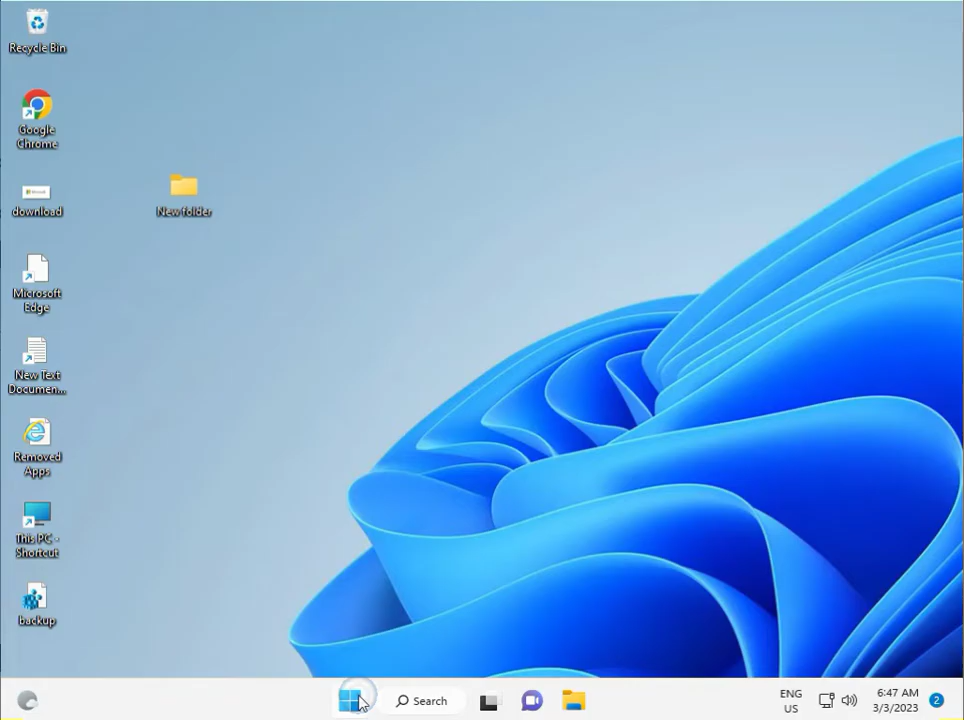 Recycle Bin
Google
Chrome
download
New folder
Microsoft
Edge
New Text
Documen...
Removed
Apps
This PC -
Shortcut
backup
Search
ENG
US
6:47 AM
3/3/2023
2